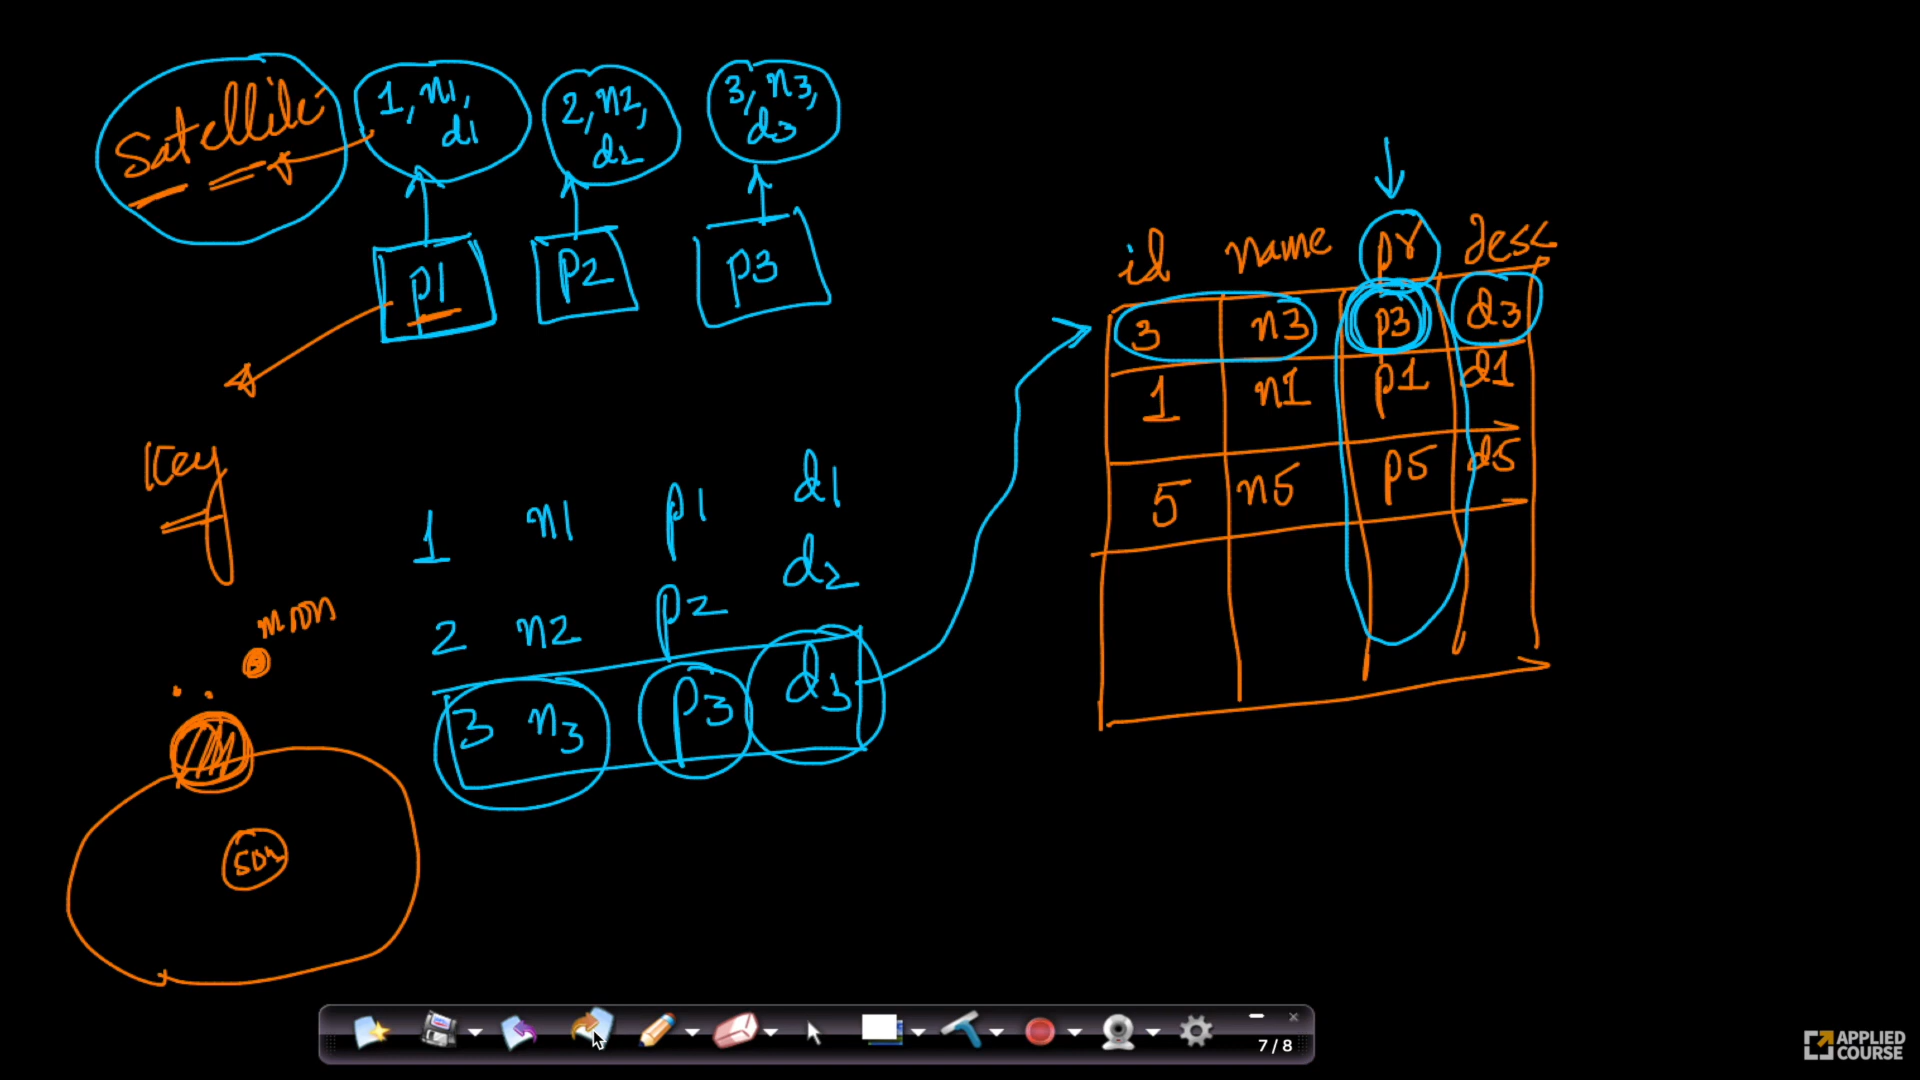 Satellite
1, n1,
d1
2, n2,
d2
3, n3,
d3
p1
p2
p3
Key
moon
son
1 n1 p1 d1
2 n2 p2 d2
3 n3 p3 d3
id name pr desc
3 n3 p3 d3
1 n1 p1 d1
5 n5 p5 d5
7 / 8
APPLIED
COURSE